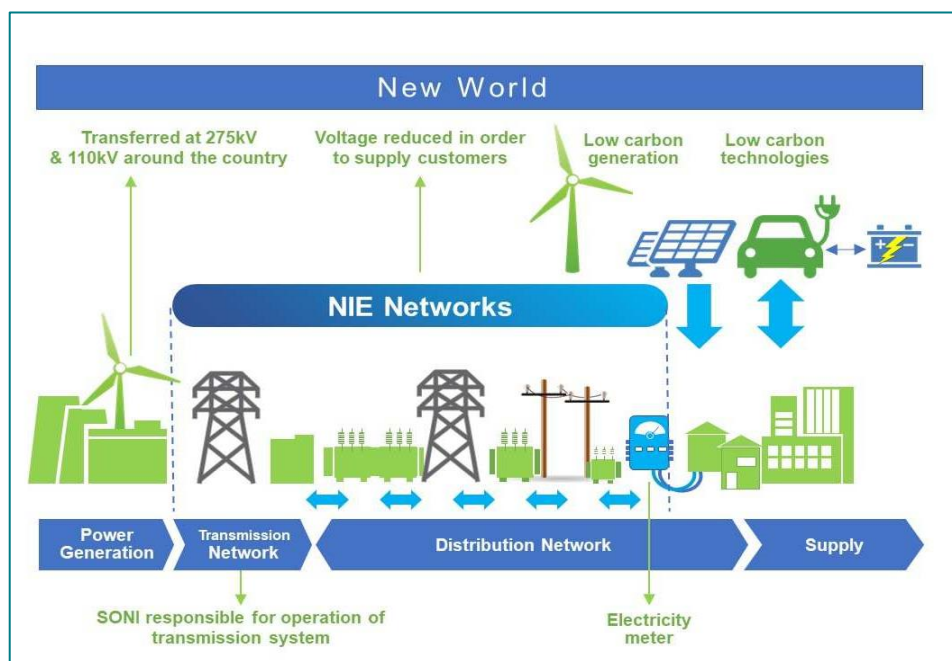 New World
Transferred at 275kV
& 110kV around the country
Voltage reduced in order
to supply customers
Low carbon
generation
Low carbon
technologies
NIE Networks
Power
Generation
Transmission
Network
Distribution Network
Supply
SONI responsible for operation of
transmission system
Electricity
meter